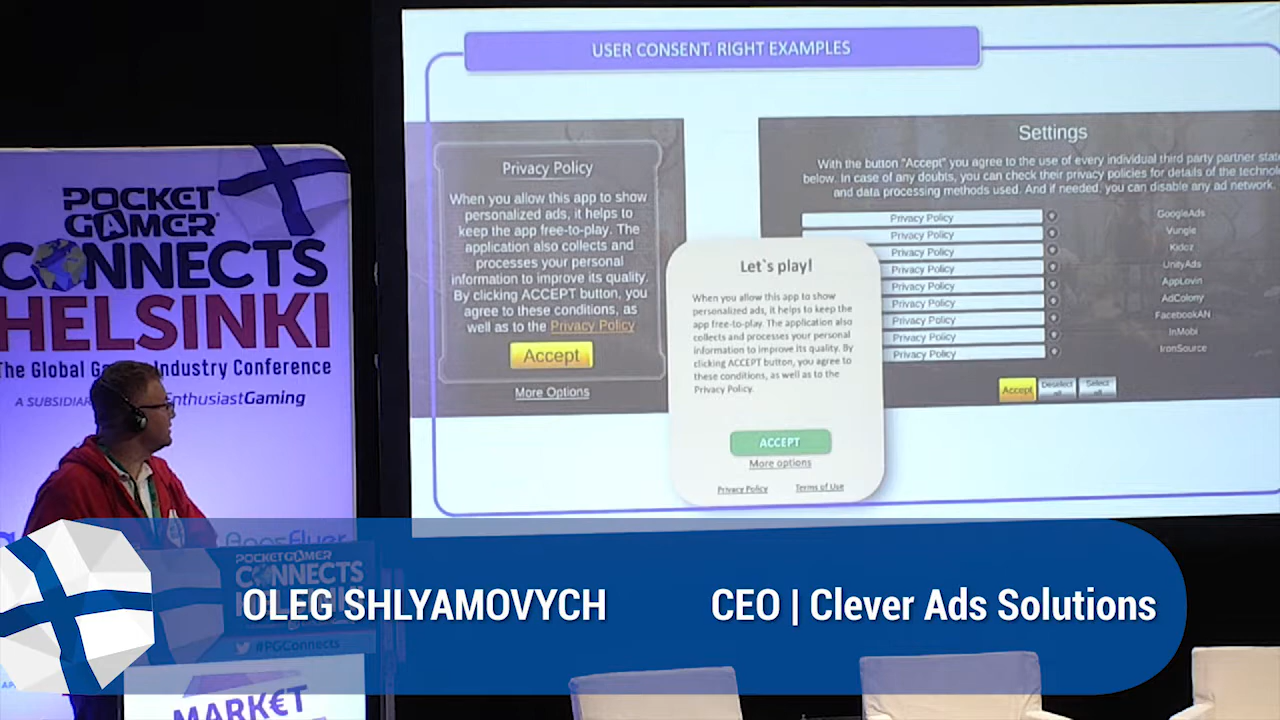 USER CONSENT. RIGHT EXAMPLES
Privacy Policy
When you allow this app to show
personalized ads, it helps to
keep the app free-to-play. The
application also collects and
processes your personal
information to improve its quality.
By clicking ACCEPT button, you
agree to these conditions, as
well as to the Privacy Policy
Accept
More Options
Let`s play!
When you allow this app to show
personalized ads, it helps to keep the
app free-to-play. The application also
collects and processes your personal
information to improve its quality. By
clicking ACCEPT button, you agree to
these conditions, as well as to the
Privacy Policy.
ACCEPT
More options
Privacy Policy Terms of Use
Settings
With the button "Accept" you agree to the use of every individual third party partner
below. In case of any doubts, you can check their privacy policies for details of the
and data processing methods used. And if needed, you can disable any ad network.
Privacy Policy GoogleAds
Privacy Policy Vungle
Privacy Policy Kidoz
Privacy Policy UnityAds
Privacy Policy AppLovin
Privacy Policy AdColony
Privacy Policy FacebookAN
Privacy Policy InMobi
Privacy Policy IronSource
Accept Deselect all Select all
POCKET
GAMER
CONNECTS
HELSINKI
The Global Industry Conference
A EnthusiastGaming
AppsFlyer
POCKET GAMER
CONNECTS
#PGConnects
MARK€T
OLEG SHLYAMOVYCH CEO | Clever Ads Solutions